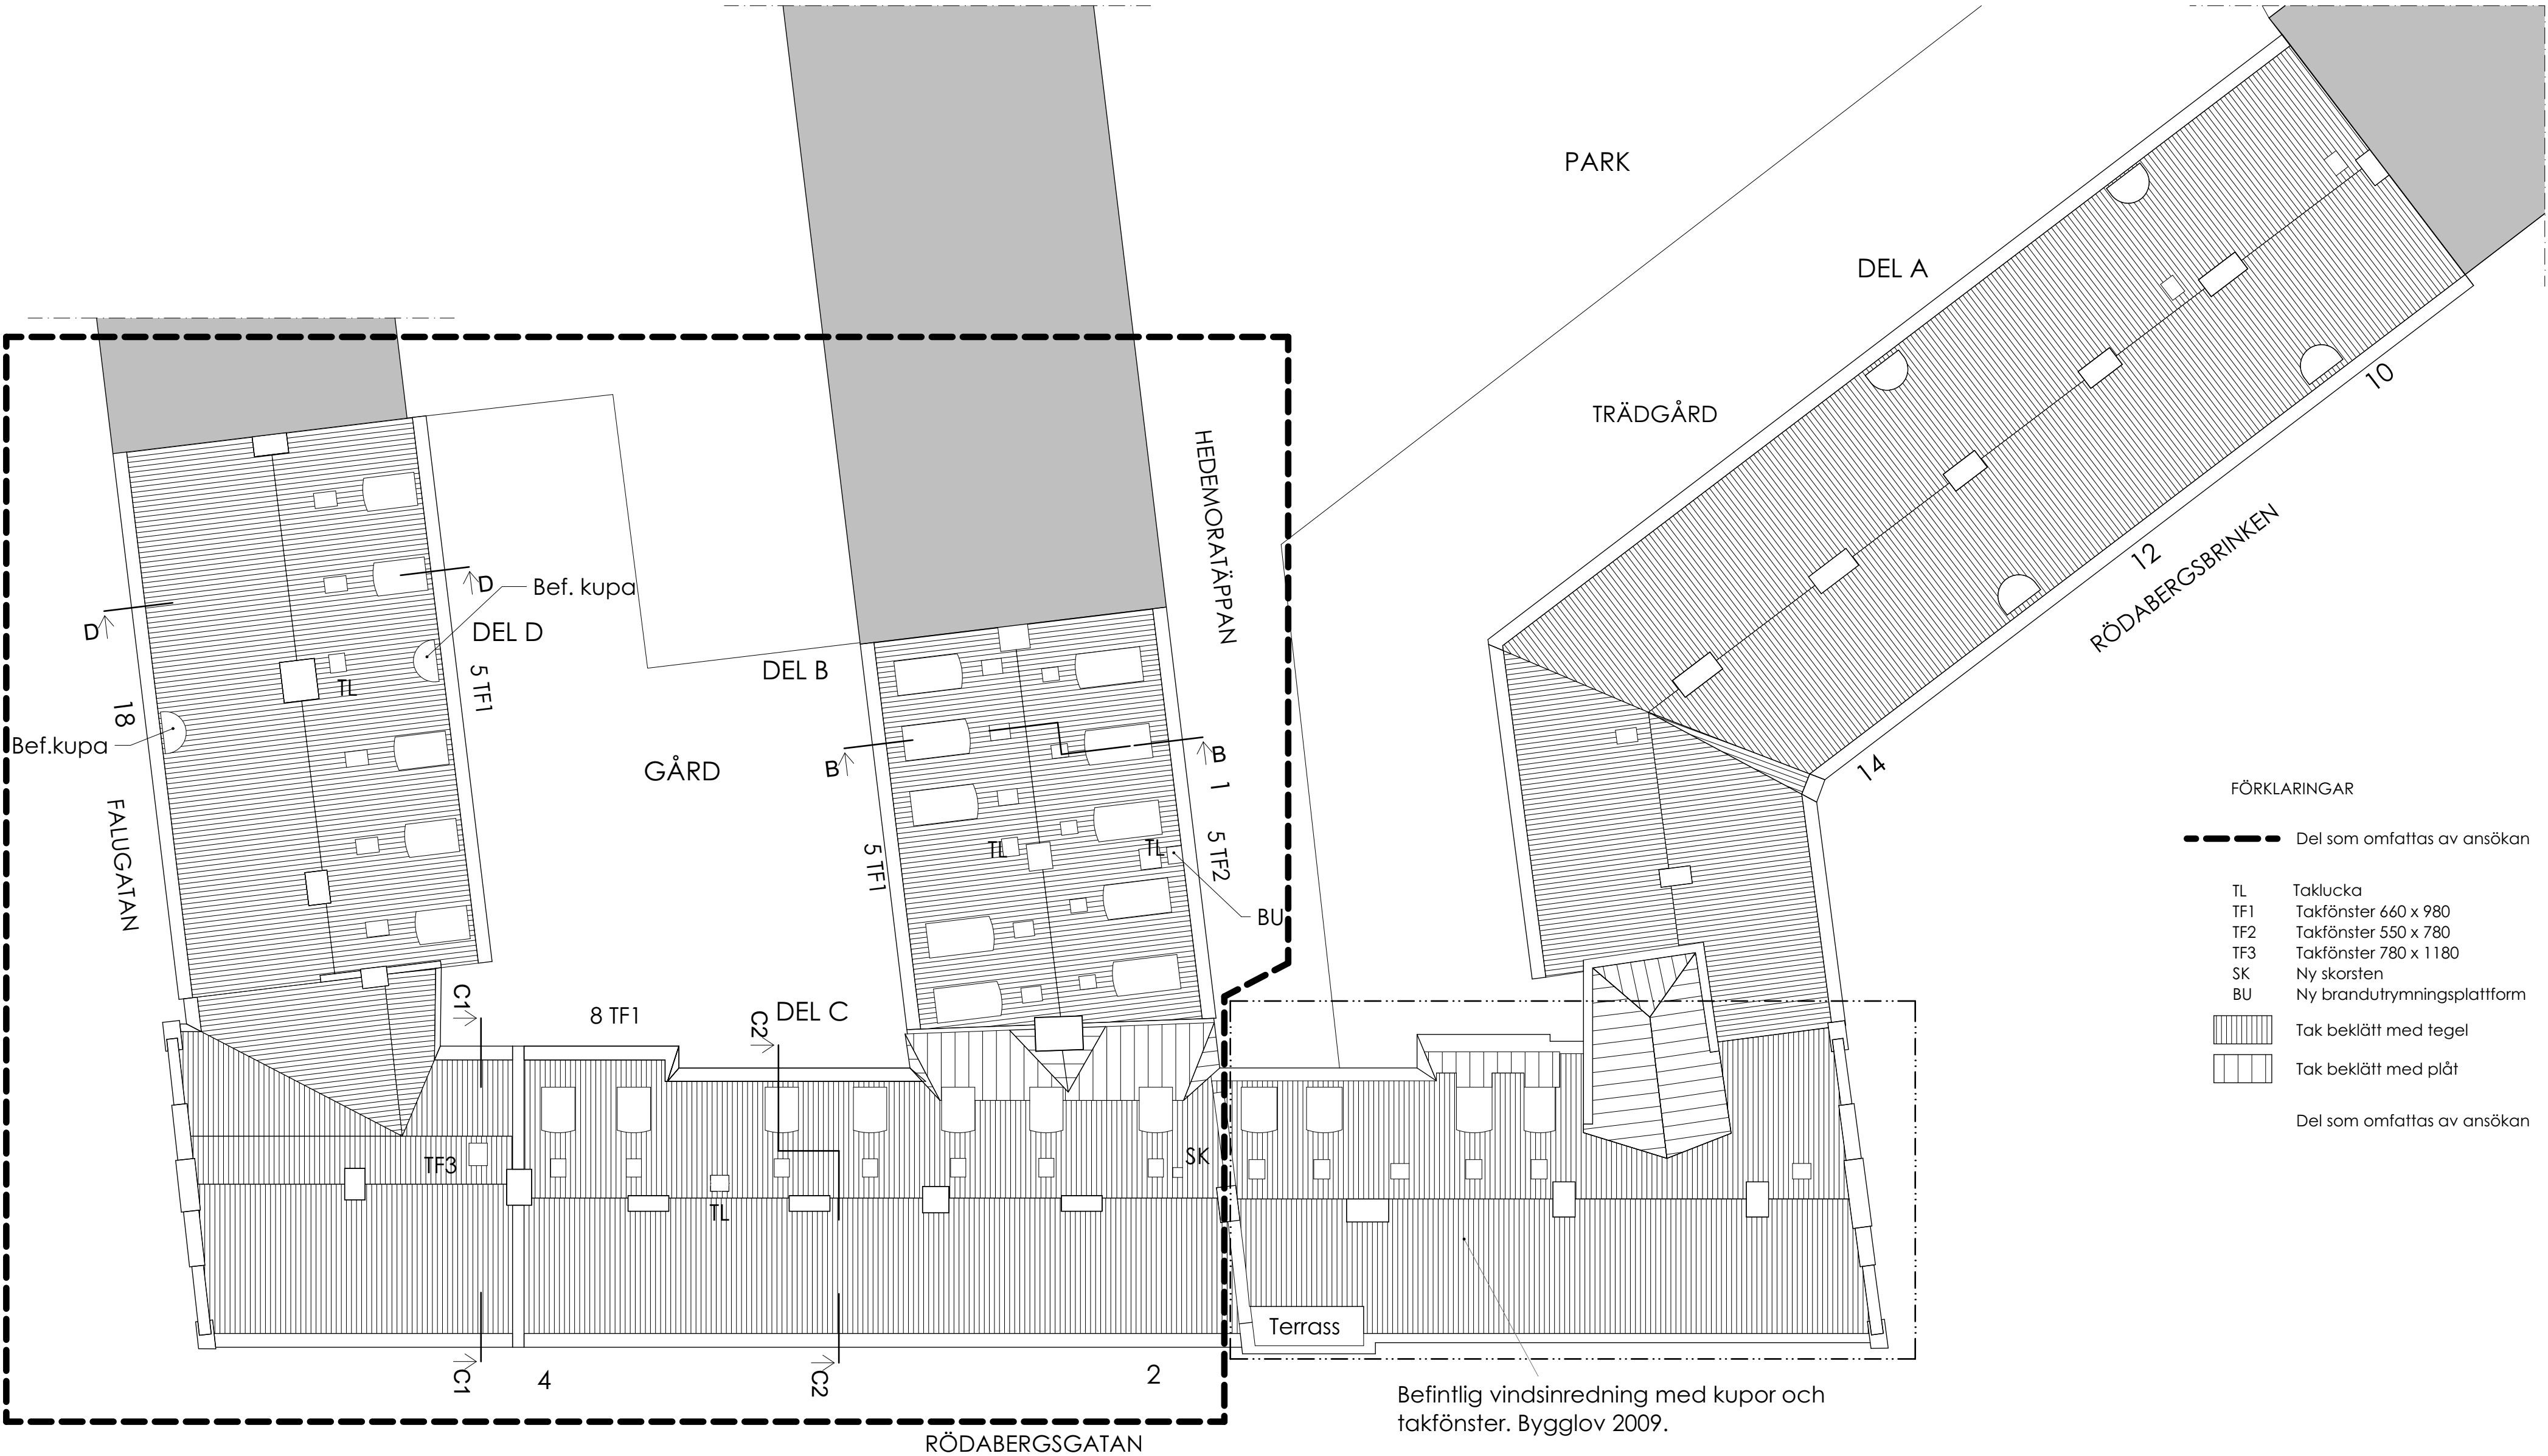 PARK
DEL A
TRÄDGÅRD
HEDEMORATÄPPAN
10
12
RÖDABERGSBRINKEN
14
D
D
Bef. kupa
DEL D
5 TF1
TL
18
Bef.kupa
FALUGATAN
DEL B
GÅRD
B
B
1
5 TF1
TL
TL
5 TF2
BU
C1
8 TF1
C2
DEL C
TF3
TL
SK
Terrass
C1
4
C2
2
RÖDABERGSGATAN
Befintlig vindsinredning med kupor och
takfönster. Bygglov 2009.
FÖRKLARINGAR
Del som omfattas av ansökan
TL Taklucka
TF1 Takfönster 660 x 980
TF2 Takfönster 550 x 780
TF3 Takfönster 780 x 1180
SK Ny skorsten
BU Ny brandutrymningsplattform
Tak beklätt med tegel
Tak beklätt med plåt
Del som omfattas av ansökan